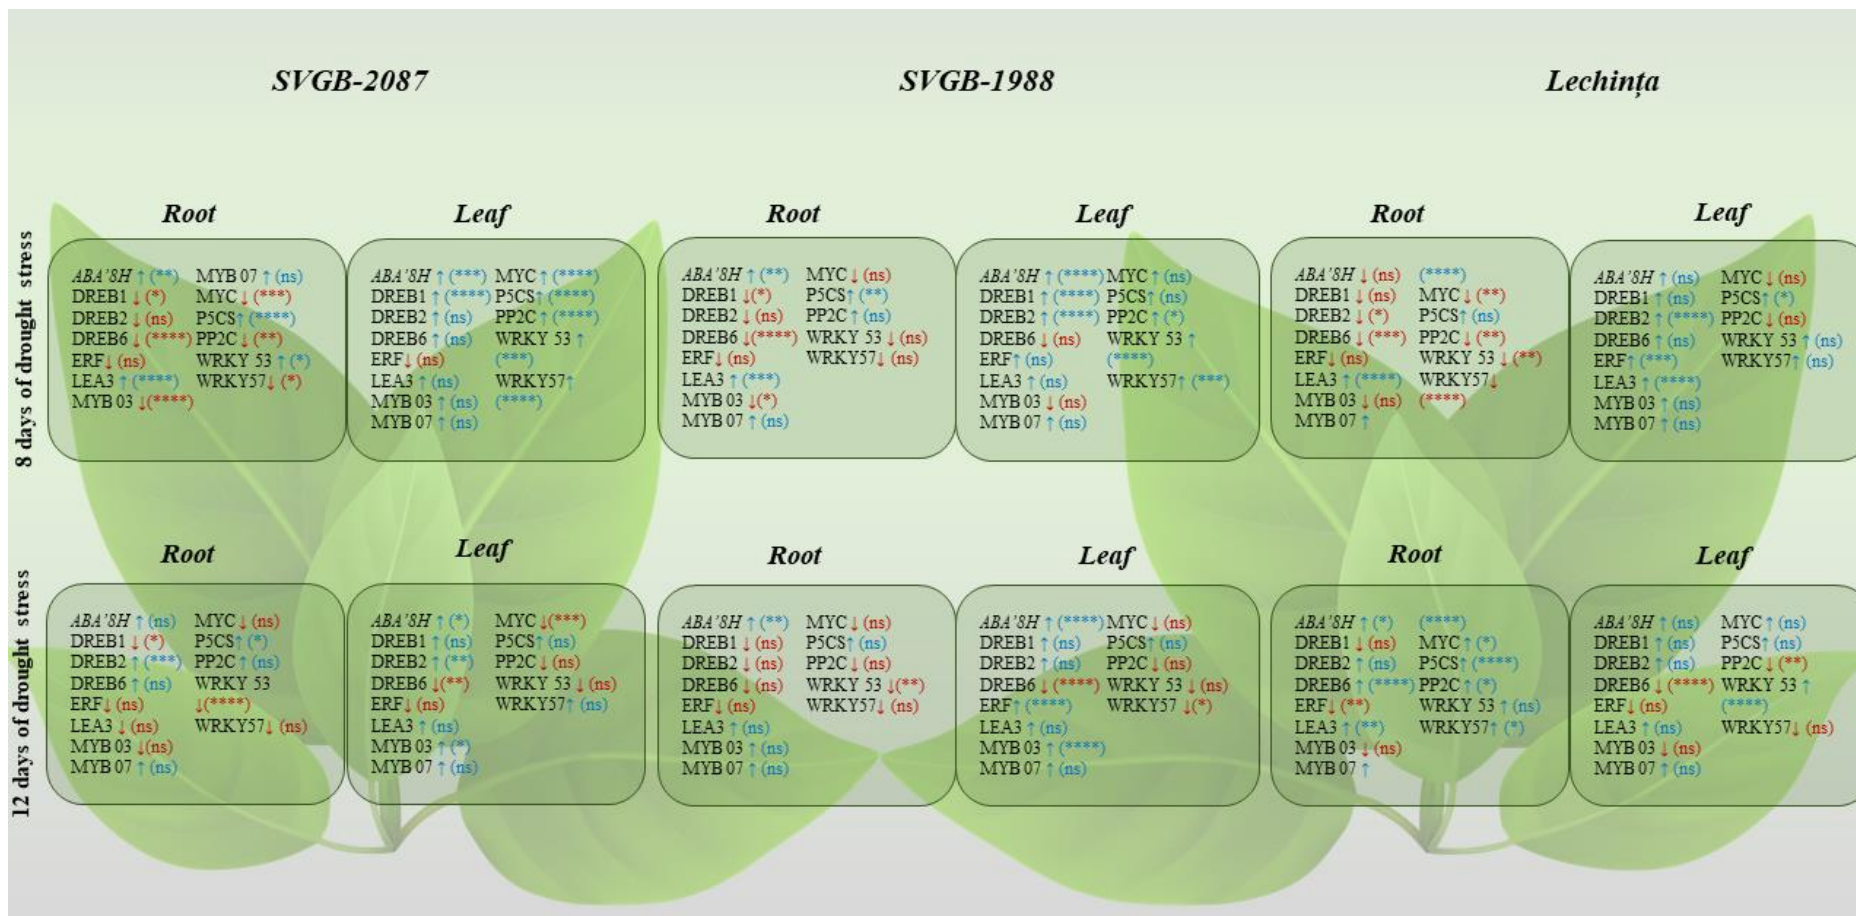 SVGB-2087
SVGB-1988
Lechința
8 days of drought stress
Root
ABA'8H ↑ (**)
DREB1 ↓ (*)
DREB2 ↓ (ns)
DREB6 ↓ (****)
ERF↓ (ns)
LEA3 ↑ (****)
MYB 03 ↓(****)
MYB 07 ↑ (ns)
MYC↓ (***)
P5CS↑ (****)
PP2C↓ (**)
WRKY 53 ↑ (*)
WRKY57↓ (*)
Leaf
ABA'8H ↑ (***)
DREB1 ↑ (****)
DREB2 ↑ (ns)
DREB6 ↑ (ns)
ERF↓ (ns)
LEA3 ↑ (ns)
MYB 03 ↑ (ns)
MYB 07 ↑ (ns)
MYC↑ (****)
P5CS↑ (****)
PP2C↑ (****)
WRKY 53 ↑
(***)
WRKY57↑
(****)
Root
ABA'8H ↑ (**)
DREB1 ↓(*)
DREB2 ↓ (ns)
DREB6 ↓(****)
ERF↓ (ns)
LEA3 ↑ (***)
MYB 03 ↓(*)
MYB 07 ↑ (ns)
MYC↓ (ns)
P5CS↑ (**)
PP2C↑ (ns)
WRKY 53 ↓ (ns)
WRKY57↓ (ns)
Leaf
ABA'8H ↑ (****)
DREB1 ↑ (****)
DREB2 ↑ (****)
DREB6 ↓ (ns)
ERF↑ (ns)
LEA3 ↑ (ns)
MYB 03 ↓ (ns)
MYB 07 ↑ (ns)
MYC↑ (ns)
P5CS↑ (ns)
PP2C↑ (*)
WRKY 53 ↑
(****)
WRKY57↑ (***)
Root
ABA'8H ↓ (ns)
DREB1 ↓ (ns)
DREB2 ↓ (*)
DREB6 ↓ (***)
ERF↓ (ns)
LEA3 ↑ (****)
MYB 03 ↓ (ns)
MYB 07 ↑
(****)
MYC↓ (**)
P5CS↑ (ns)
PP2C↓ (**)
WRKY 53 ↓ (**)
WRKY57↓
(****)
Leaf
ABA'8H ↑ (ns)
DREB1 ↑ (ns)
DREB2 ↑ (****)
DREB6 ↑ (ns)
ERF↑ (***)
LEA3 ↑ (****)
MYB 03 ↑ (ns)
MYB 07 ↑ (ns)
MYC↓ (ns)
P5CS↑ (*)
PP2C↓ (ns)
WRKY 53 ↑ (ns)
WRKY57↑ (ns)
12 days of drought stress
Root
ABA'8H ↑ (ns)
DREB1 ↓ (*)
DREB2 ↑ (***)
DREB6 ↑ (ns)
ERF↓ (ns)
LEA3 ↓ (ns)
MYB 03 ↓(ns)
MYB 07 ↑ (ns)
MYC↓ (ns)
P5CS↑ (*)
PP2C↑ (ns)
WRKY 53
↓(****)
WRKY57↓ (ns)
Leaf
ABA'8H ↑ (*)
DREB1 ↑ (ns)
DREB2 ↑ (**)
DREB6 ↓(**)
ERF↓ (ns)
LEA3 ↑ (ns)
MYB 03 ↑ (*)
MYB 07 ↑ (ns)
MYC↓(***)
P5CS↑ (ns)
PP2C↓ (ns)
WRKY 53 ↓ (ns)
WRKY57↑ (ns)
Root
ABA'8H ↑ (**)
DREB1 ↓ (ns)
DREB2 ↓ (ns)
DREB6 ↓ (ns)
ERF↓ (ns)
LEA3 ↑ (ns)
MYB 03 ↑ (ns)
MYB 07 ↑ (ns)
MYC↓ (ns)
P5CS↑ (ns)
PP2C↓ (ns)
WRKY 53 ↓(**)
WRKY57↓ (ns)
Leaf
ABA'8H ↑ (****)
DREB1 ↑ (ns)
DREB2 ↑ (ns)
DREB6 ↓ (****)
ERF↑ (****)
LEA3 ↑ (ns)
MYB 03 ↑ (****)
MYB 07 ↑ (ns)
MYC↓ (ns)
P5CS↑ (ns)
PP2C↓ (ns)
WRKY 53 ↓ (ns)
WRKY57 ↓(*)
Root
ABA'8H ↑ (*)
DREB1 ↓ (ns)
DREB2 ↑ (ns)
DREB6 ↑ (****)
ERF↓ (**)
LEA3 ↑ (**)
MYB 03 ↓ (ns)
MYB 07 ↑
(****)
MYC↑ (*)
P5CS↑ (****)
PP2C↑ (*)
WRKY 53 ↑ (ns)
WRKY57↑ (*)
Leaf
ABA'8H ↑ (ns)
DREB1 ↑ (ns)
DREB2 ↑ (ns)
DREB6 ↓ (****)
ERF↓ (ns)
LEA3 ↑ (ns)
MYB 03 ↓ (ns)
MYB 07 ↑ (ns)
MYC↑ (ns)
P5CS↑ (ns)
PP2C↓ (**)
WRKY 53 ↑
(****)
WRKY57↓ (ns)